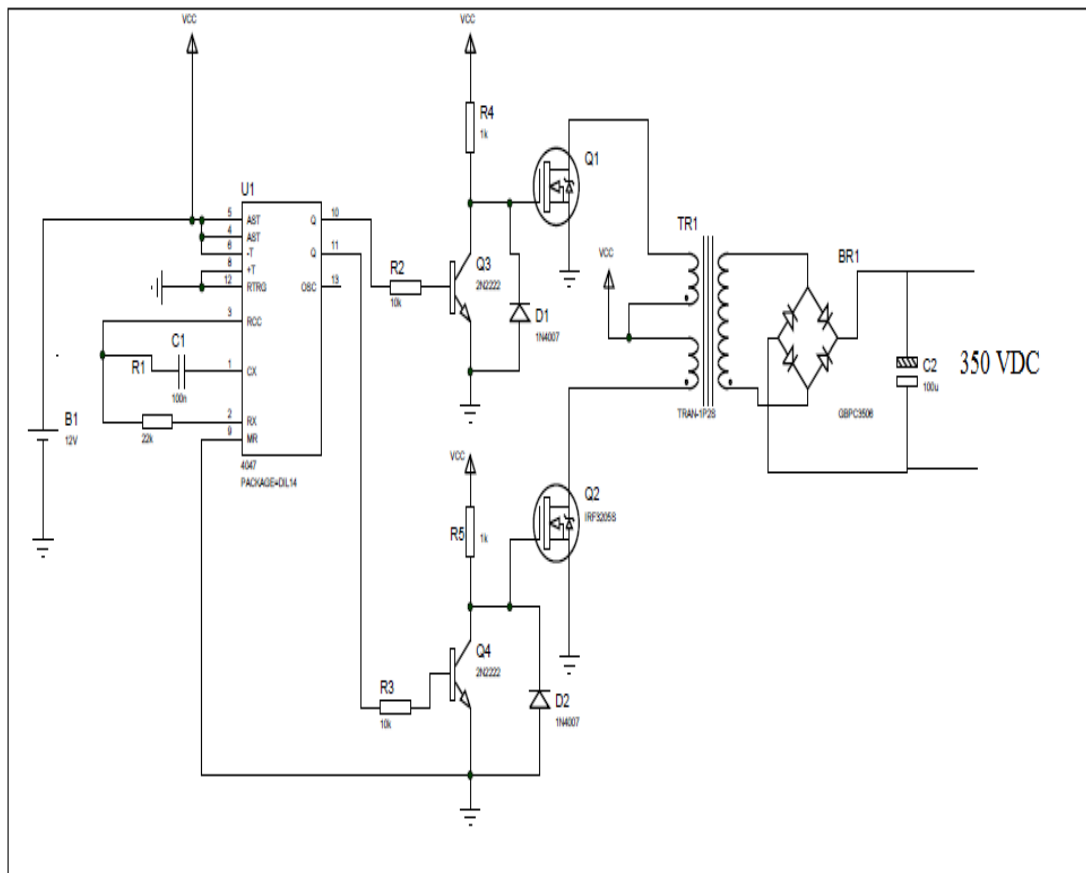 VCC
VCC
R4
1k
Q1
U1
5 AST Q 10
4 AST
6 -T Q 11
8 +T
12 RTRG OSC 13
3 RCC
1 CX
2 RX
9 MR
4047
PACKAGE=DIL14
C1
100n
R1
22k
B1
12V
R2
10k
Q3
2N2222
D1
1N4007
VCC
TR1
TRAN-1P2S
BR1
GBPC3506
C2
100u
350 VDC
VCC
R5
1k
Q2
IRF3205S
Q4
2N2222
R3
10k
D2
1N4007